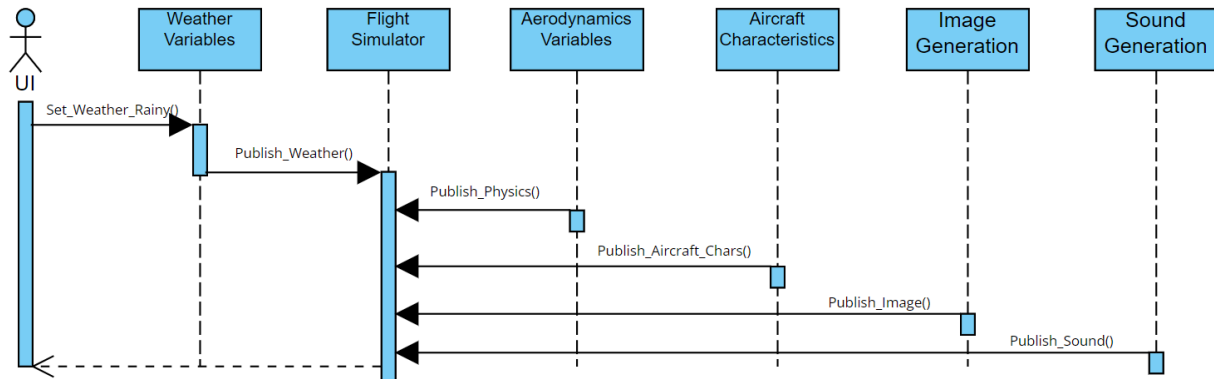 Weather
Variables
Flight
Simulator
Aerodynamics
Variables
Aircraft
Characteristics
Image
Generation
Sound
Generation
UI
Set_Weather_Rainy()
Publish_Weather()
Publish_Physics()
Publish_Aircraft_Chars()
Publish_Image()
Publish_Sound()